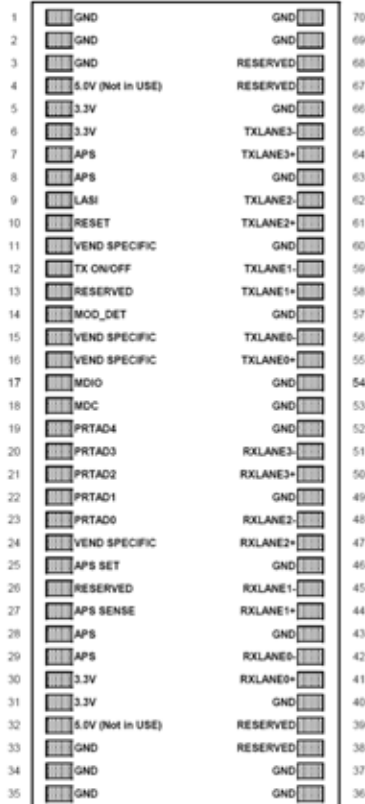 1 GND GND 70
2 GND GND 69
3 GND RESERVED 68
4 5.0V (Not in USE) RESERVED 67
5 3.3V GND 66
6 3.3V TXLANE3- 65
7 APS TXLANE3+ 64
8 APS GND 63
9 LASI TXLANE2- 62
10 RESET TXLANE2+ 61
11 VEND SPECIFIC GND 60
12 TX ON/OFF TXLANE1- 59
13 RESERVED TXLANE1+ 58
14 MOD_DET GND 57
15 VEND SPECIFIC TXLANE0- 56
16 VEND SPECIFIC TXLANE0+ 55
17 MDIO GND 54
18 MDC GND 53
19 PRTAD4 GND 52
20 PRTAD3 RXLANE3- 51
21 PRTAD2 RXLANE3+ 50
22 PRTAD1 GND 49
23 PRTAD0 RXLANE2- 48
24 VEND SPECIFIC RXLANE2+ 47
25 APS SET GND 46
26 RESERVED RXLANE1- 45
27 APS SENSE RXLANE1+ 44
28 APS GND 43
29 APS RXLANE0- 42
30 3.3V RXLANE0+ 41
31 3.3V GND 40
32 5.0V (Not in USE) RESERVED 39
33 GND RESERVED 38
34 GND GND 37
35 GND GND 36